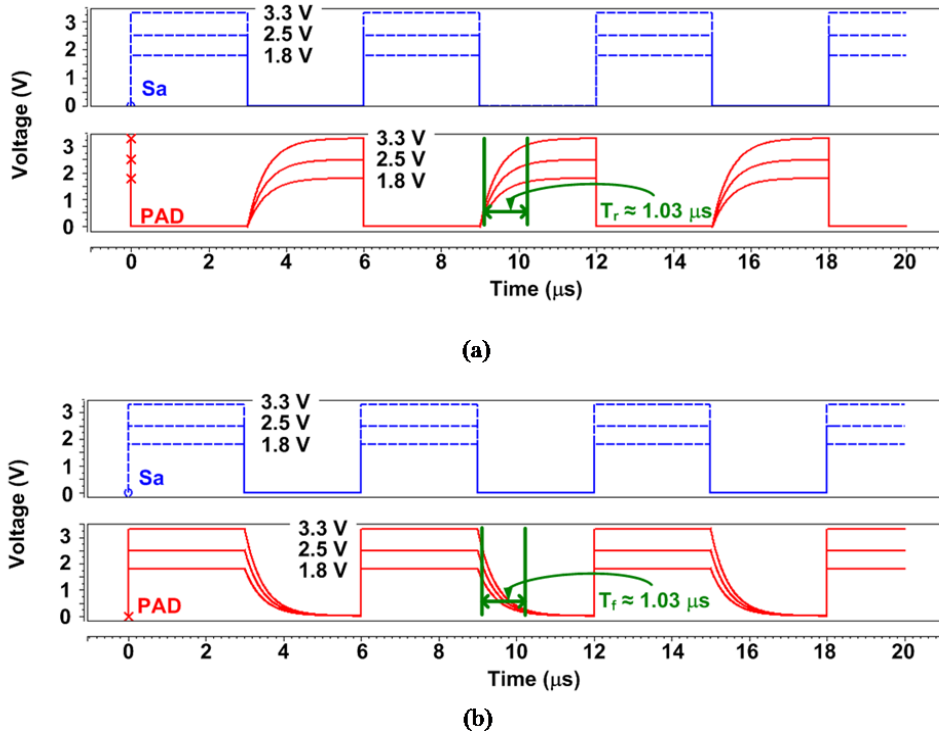 Voltage (V)
3
2
1
0
3.3 V
2.5 V
1.8 V
Sa
3
2
1
0
3.3 V
2.5 V
1.8 V
PAD
Tr ≈ 1.03 μs
0 2 4 6 8 10 12 14 16 18 20
Time (μs)
(a)
Voltage (V)
3
2
1
0
3.3 V
2.5 V
1.8 V
Sa
3
2
1
0
3.3 V
2.5 V
1.8 V
PAD
Tf ≈ 1.03 μs
0 2 4 6 8 10 12 14 16 18 20
Time (μs)
(b)